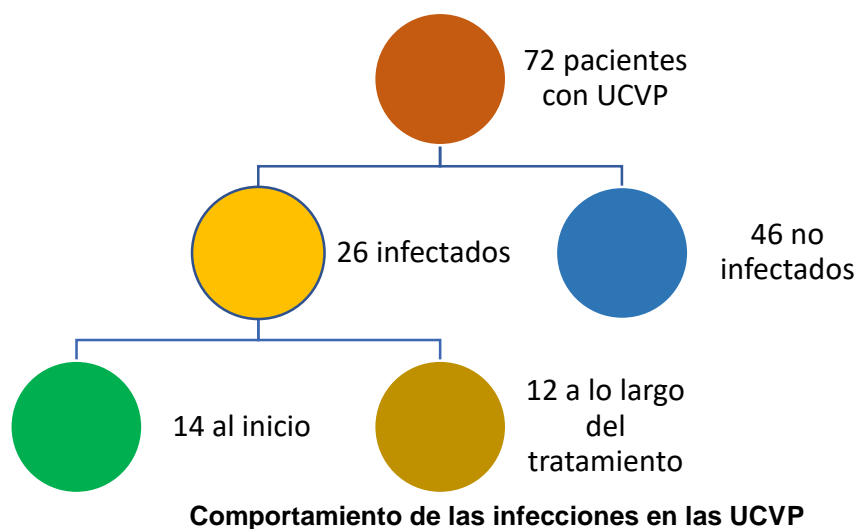 72 pacientes
con UCVP
26 infectados
46 no
infectados
14 al inicio
12 a lo largo
del
tratamiento
Comportamiento de las infecciones en las UCVP